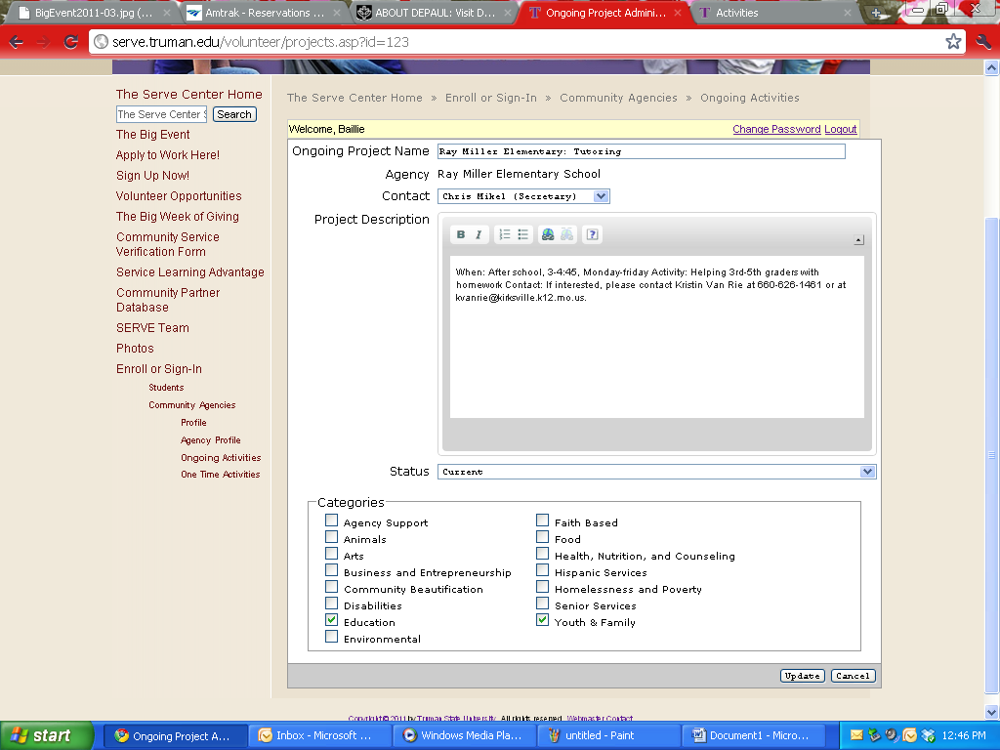 BigEvent2011-03.jpg (...
Amtrak - Reservations ...
ABOUT DEPAUL: Visit D...
Ongoing Project Admini...
Activities
serve.truman.edu/volunteer/projects.asp?id=123
The Serve Center Home
The Serve Center S
Search
The Big Event
Apply to Work Here!
Sign Up Now!
Volunteer Opportunities
The Big Week of Giving
Community Service
Verification Form
Service Learning Advantage
Community Partner
Database
SERVE Team
Photos
Enroll or Sign-In
Students
Community Agencies
Profile
Agency Profile
Ongoing Activities
One Time Activities
The Serve Center Home » Enroll or Sign-In » Community Agencies » Ongoing Activities
Welcome, Baillie Change Password Logout
Ongoing Project Name Ray Miller Elementary: Tutoring
Agency Ray Miller Elementary School
Contact Chris Mikel (Secretary)
Project Description
B I
When: After school, 3-4:45, Monday-friday Activity: Helping 3rd-5th graders with
homework Contact: If interested, please contact Kristin Van Rie at 660-626-1461 or at
kvanrie@kirksville.k12.mo.us.
Status Current
Categories
Agency Support
Animals
Arts
Business and Entrepreneurship
Community Beautification
Disabilities
Education
Environmental
Faith Based
Food
Health, Nutrition, and Counseling
Hispanic Services
Homelessness and Poverty
Senior Services
Youth & Family
Update Cancel
Copyright© 2011 by Truman State University. Webmaster Contact
start
Ongoing Project A...
Inbox - Microsoft ...
Windows Media Pla...
untitled - Paint
Document1 - Micro...
12:46 PM